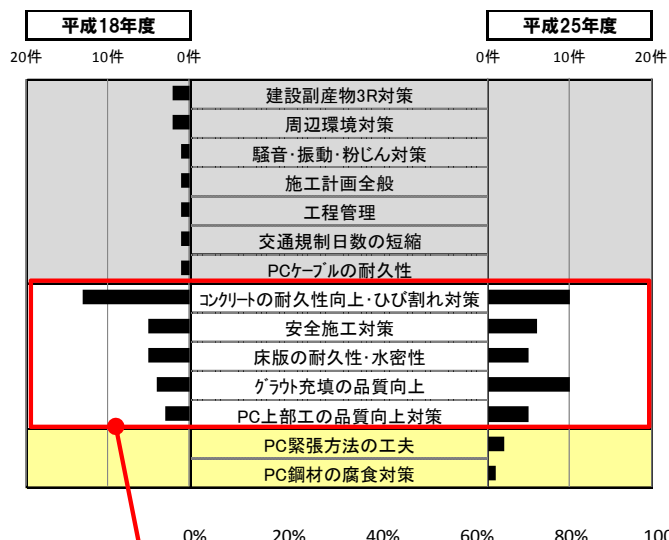 平成18年度 平成25年度
20件 10件 0件 0件 10件 20件
建設副産物3R対策
周辺環境対策
騒音・振動・粉じん対策
施工計画全般
工程管理
交通規制日数の短縮
PCｹｰﾌﾞﾙの耐久性
ｺﾝｸﾘｰﾄの耐久性向上・ひび割れ対策
安全施工対策
床版の耐久性・水密性
ｸﾞﾗｳﾄ充填の品質向上
PC上部工の品質向上対策
PC緊張方法の工夫
PC鋼材の腐食対策
0% 20% 40% 60% 80% 100